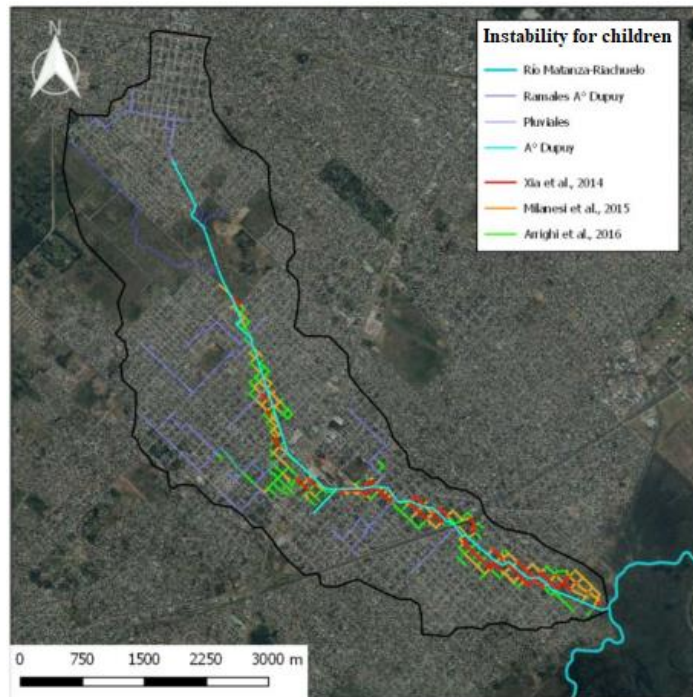 N
Instability for children
Río Matanza-Riachuelo
Ramales A° Dupuy
Pluviales
A° Dupuy
Xia et al., 2014
Milanesi et al., 2015
Arrighi et al., 2016
0 750 1500 2250 3000 m